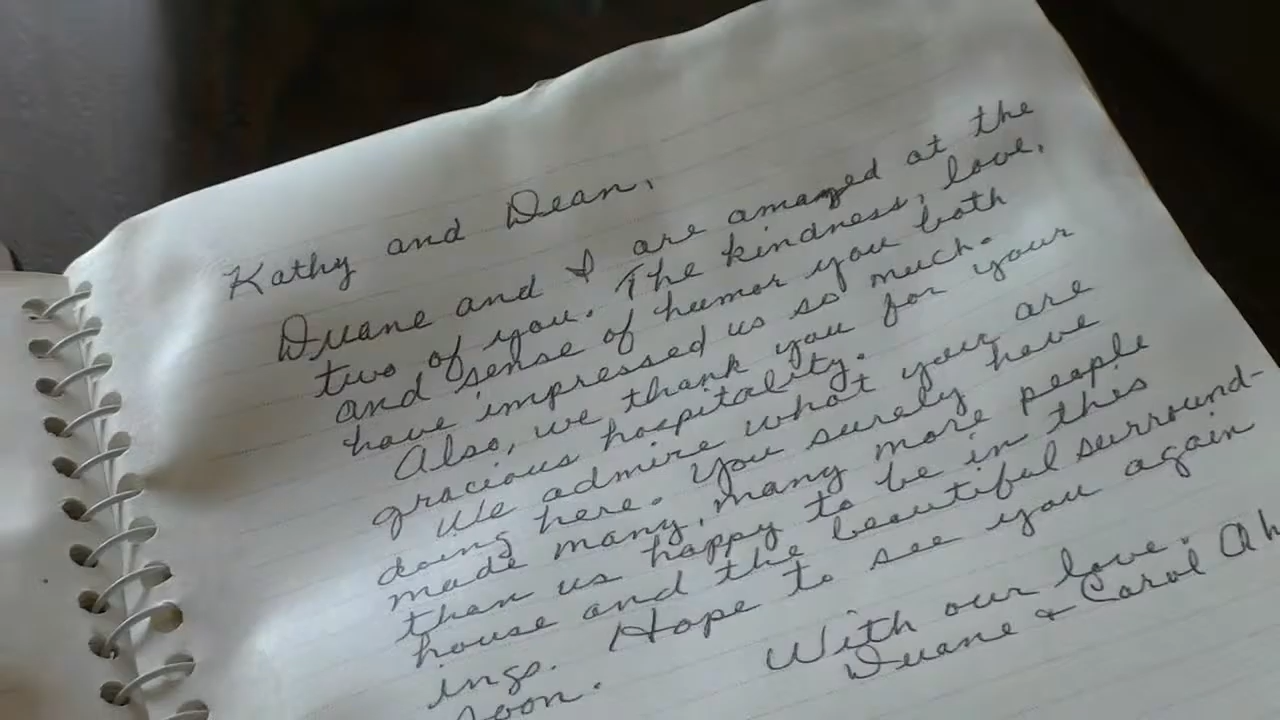 Kathy and Dean,
Duane and I are amazed at the
two of you. The kindness, love,
and sense of humor you both
have impressed us so much.
Also, we thank you for your
gracious hospitality.
We admire what your are
doing here. You surely have
made many, many more people
than us happy to be in this
house and the beautiful surround-
ings. Hope to see you again
soon.
With our love,
Duane & Carol Ah